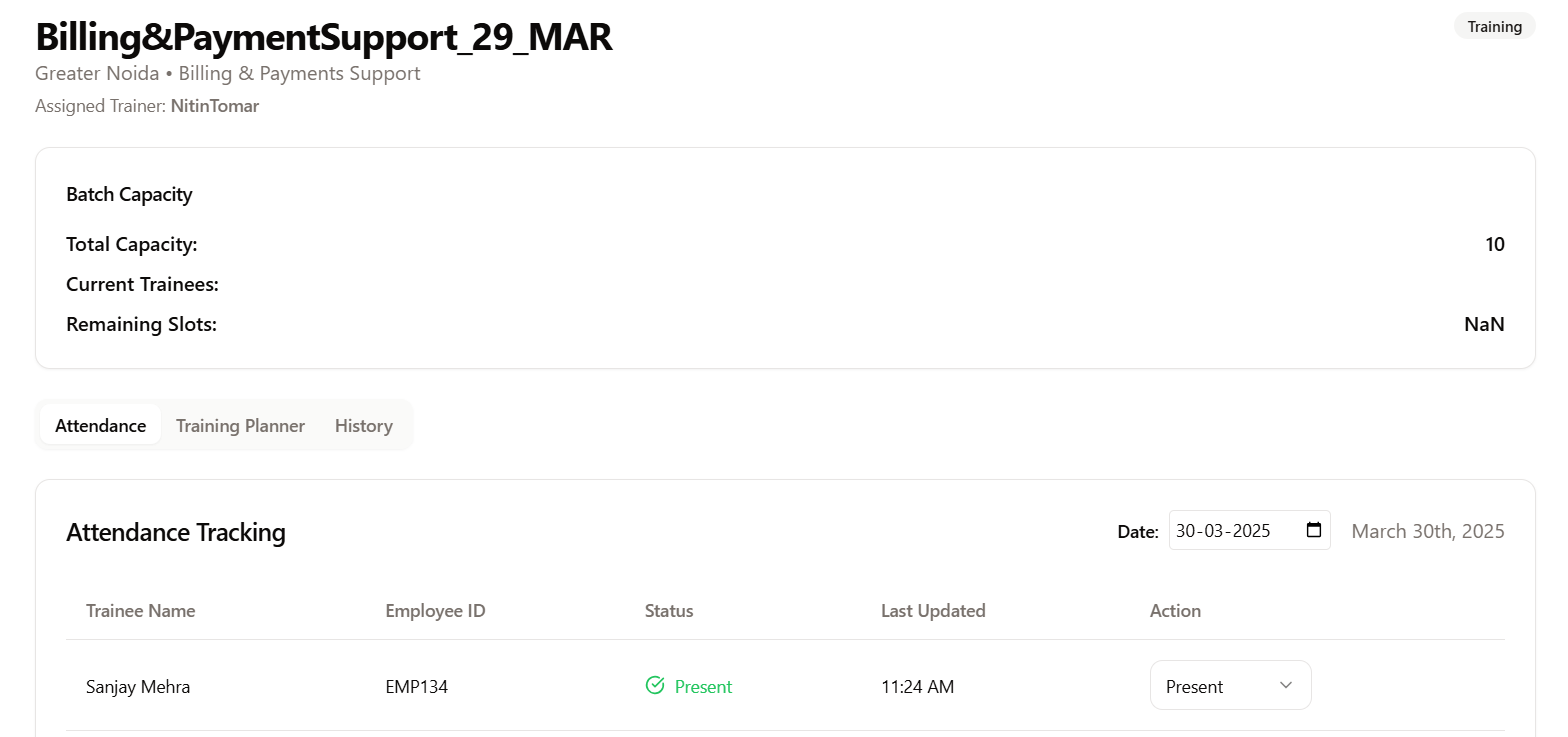 Billing&PaymentSupport_29_MAR
Training
Greater Noida • Billing & Payments Support
Assigned Trainer: NitinTomar
Batch Capacity
Total Capacity: 10
Current Trainees:
Remaining Slots: NaN
Attendance Training Planner History
Attendance Tracking Date: 30-03-2025 March 30th, 2025
Trainee Name Employee ID Status Last Updated Action
Sanjay Mehra EMP134 Present 11:24 AM Present